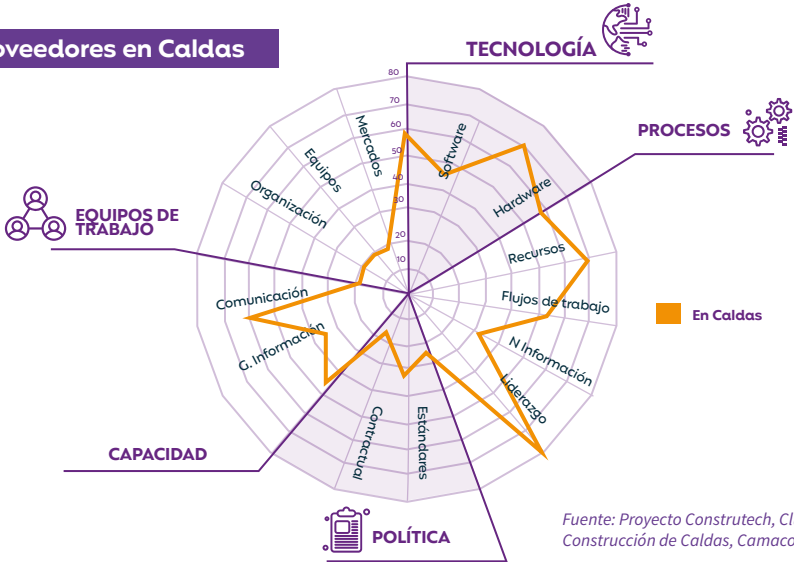 oveedores en Caldas
TECNOLOGÍA
PROCESOS
EQUIPOS DE
TRABAJO
CAPACIDAD
POLÍTICA
80
70
60
50
40
30
20
10
Software
Hardware
Recursos
Flujos de trabajo
N Información
Liderazgo
Estándares
Contractual
G. Información
Comunicación
Organización
Equipos
Mercados
En Caldas
Fuente: Proyecto Construtech, Cl
Construcción de Caldas, Camaco